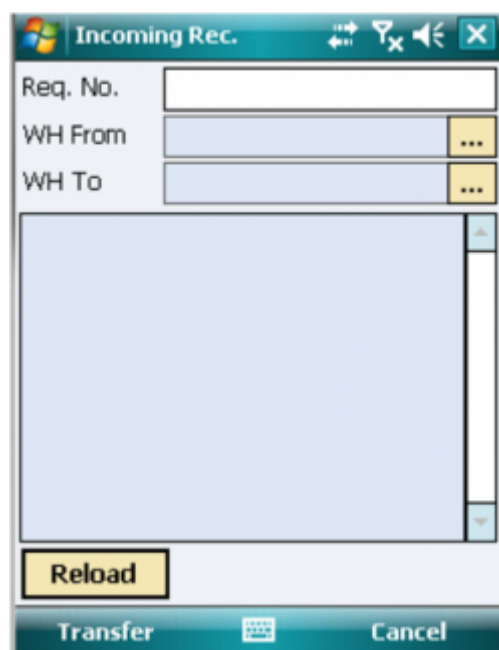 Incoming Rec.
Req. No.
WH From
...
WH To
...
Reload
Transfer
Cancel